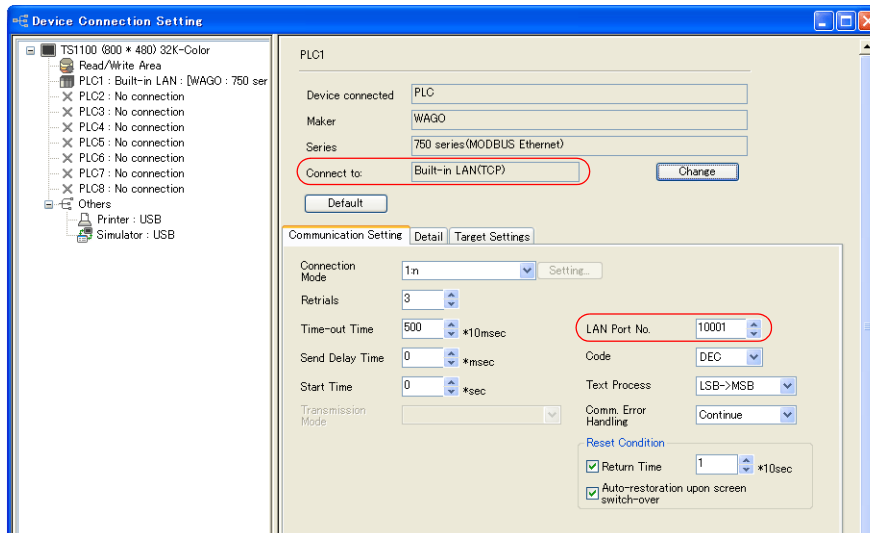 Device Connection Setting
TS1100 (800 * 480) 32K-Color
Read/Write Area
PLC1 : Built-in LAN : [WAGO : 750 ser
PLC2 : No connection
PLC3 : No connection
PLC4 : No connection
PLC5 : No connection
PLC6 : No connection
PLC7 : No connection
PLC8 : No connection
Others
Printer : USB
Simulator : USB
PLC1
Device connected PLC
Maker WAGO
Series 750 series(MODBUS Ethernet)
Connect to: Built-in LAN(TCP) Change
Default
Communication Setting Detail Target Settings
Connection Mode 1:n Setting...
Retrials 3
Time-out Time 500 *10msec
Send Delay Time 0 *msec
Start Time 0 *sec
Transmission Mode
LAN Port No. 10001
Code DEC
Text Process LSB->MSB
Comm. Error Handling Continue
Reset Condition
Return Time 1 *10sec
Auto-restoration upon screen
switch-over